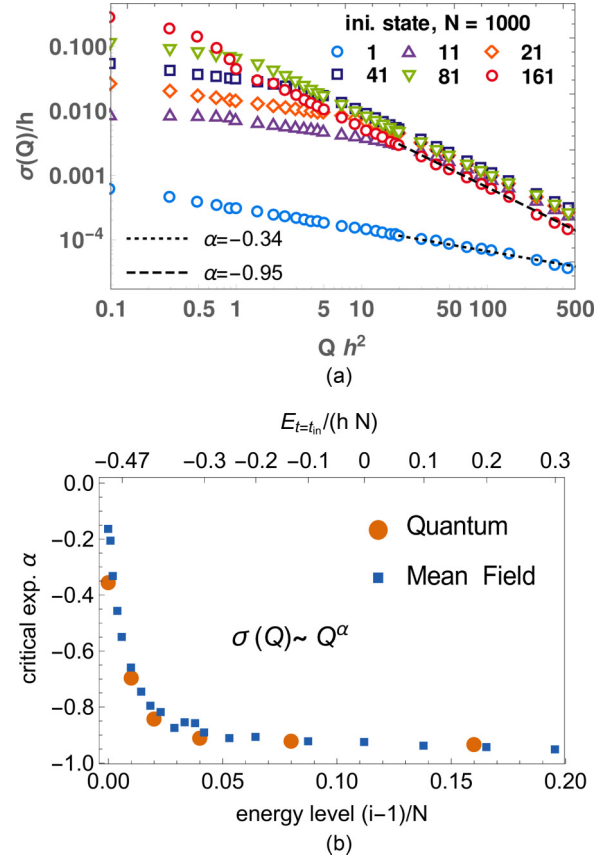 ini. state, N = 1000
1 11 21
41 81 161
σ(Q)/h
0.100
0.010
0.001
10⁻⁴
α=-0.34
α=-0.95
0.1 0.5 1 5 10 50 100 500
Q h²
(a)
E_{t=t_{in}}/(h N)
-0.47 -0.3 -0.2 -0.1 0 0.2 0.3
critical exp. α
0.0
-0.2
-0.4
-0.6
-0.8
-1.0
Quantum
Mean Field
σ (Q)~ Q^α
0.00 0.05 0.10 0.15 0.20
energy level (i-1)/N
(b)